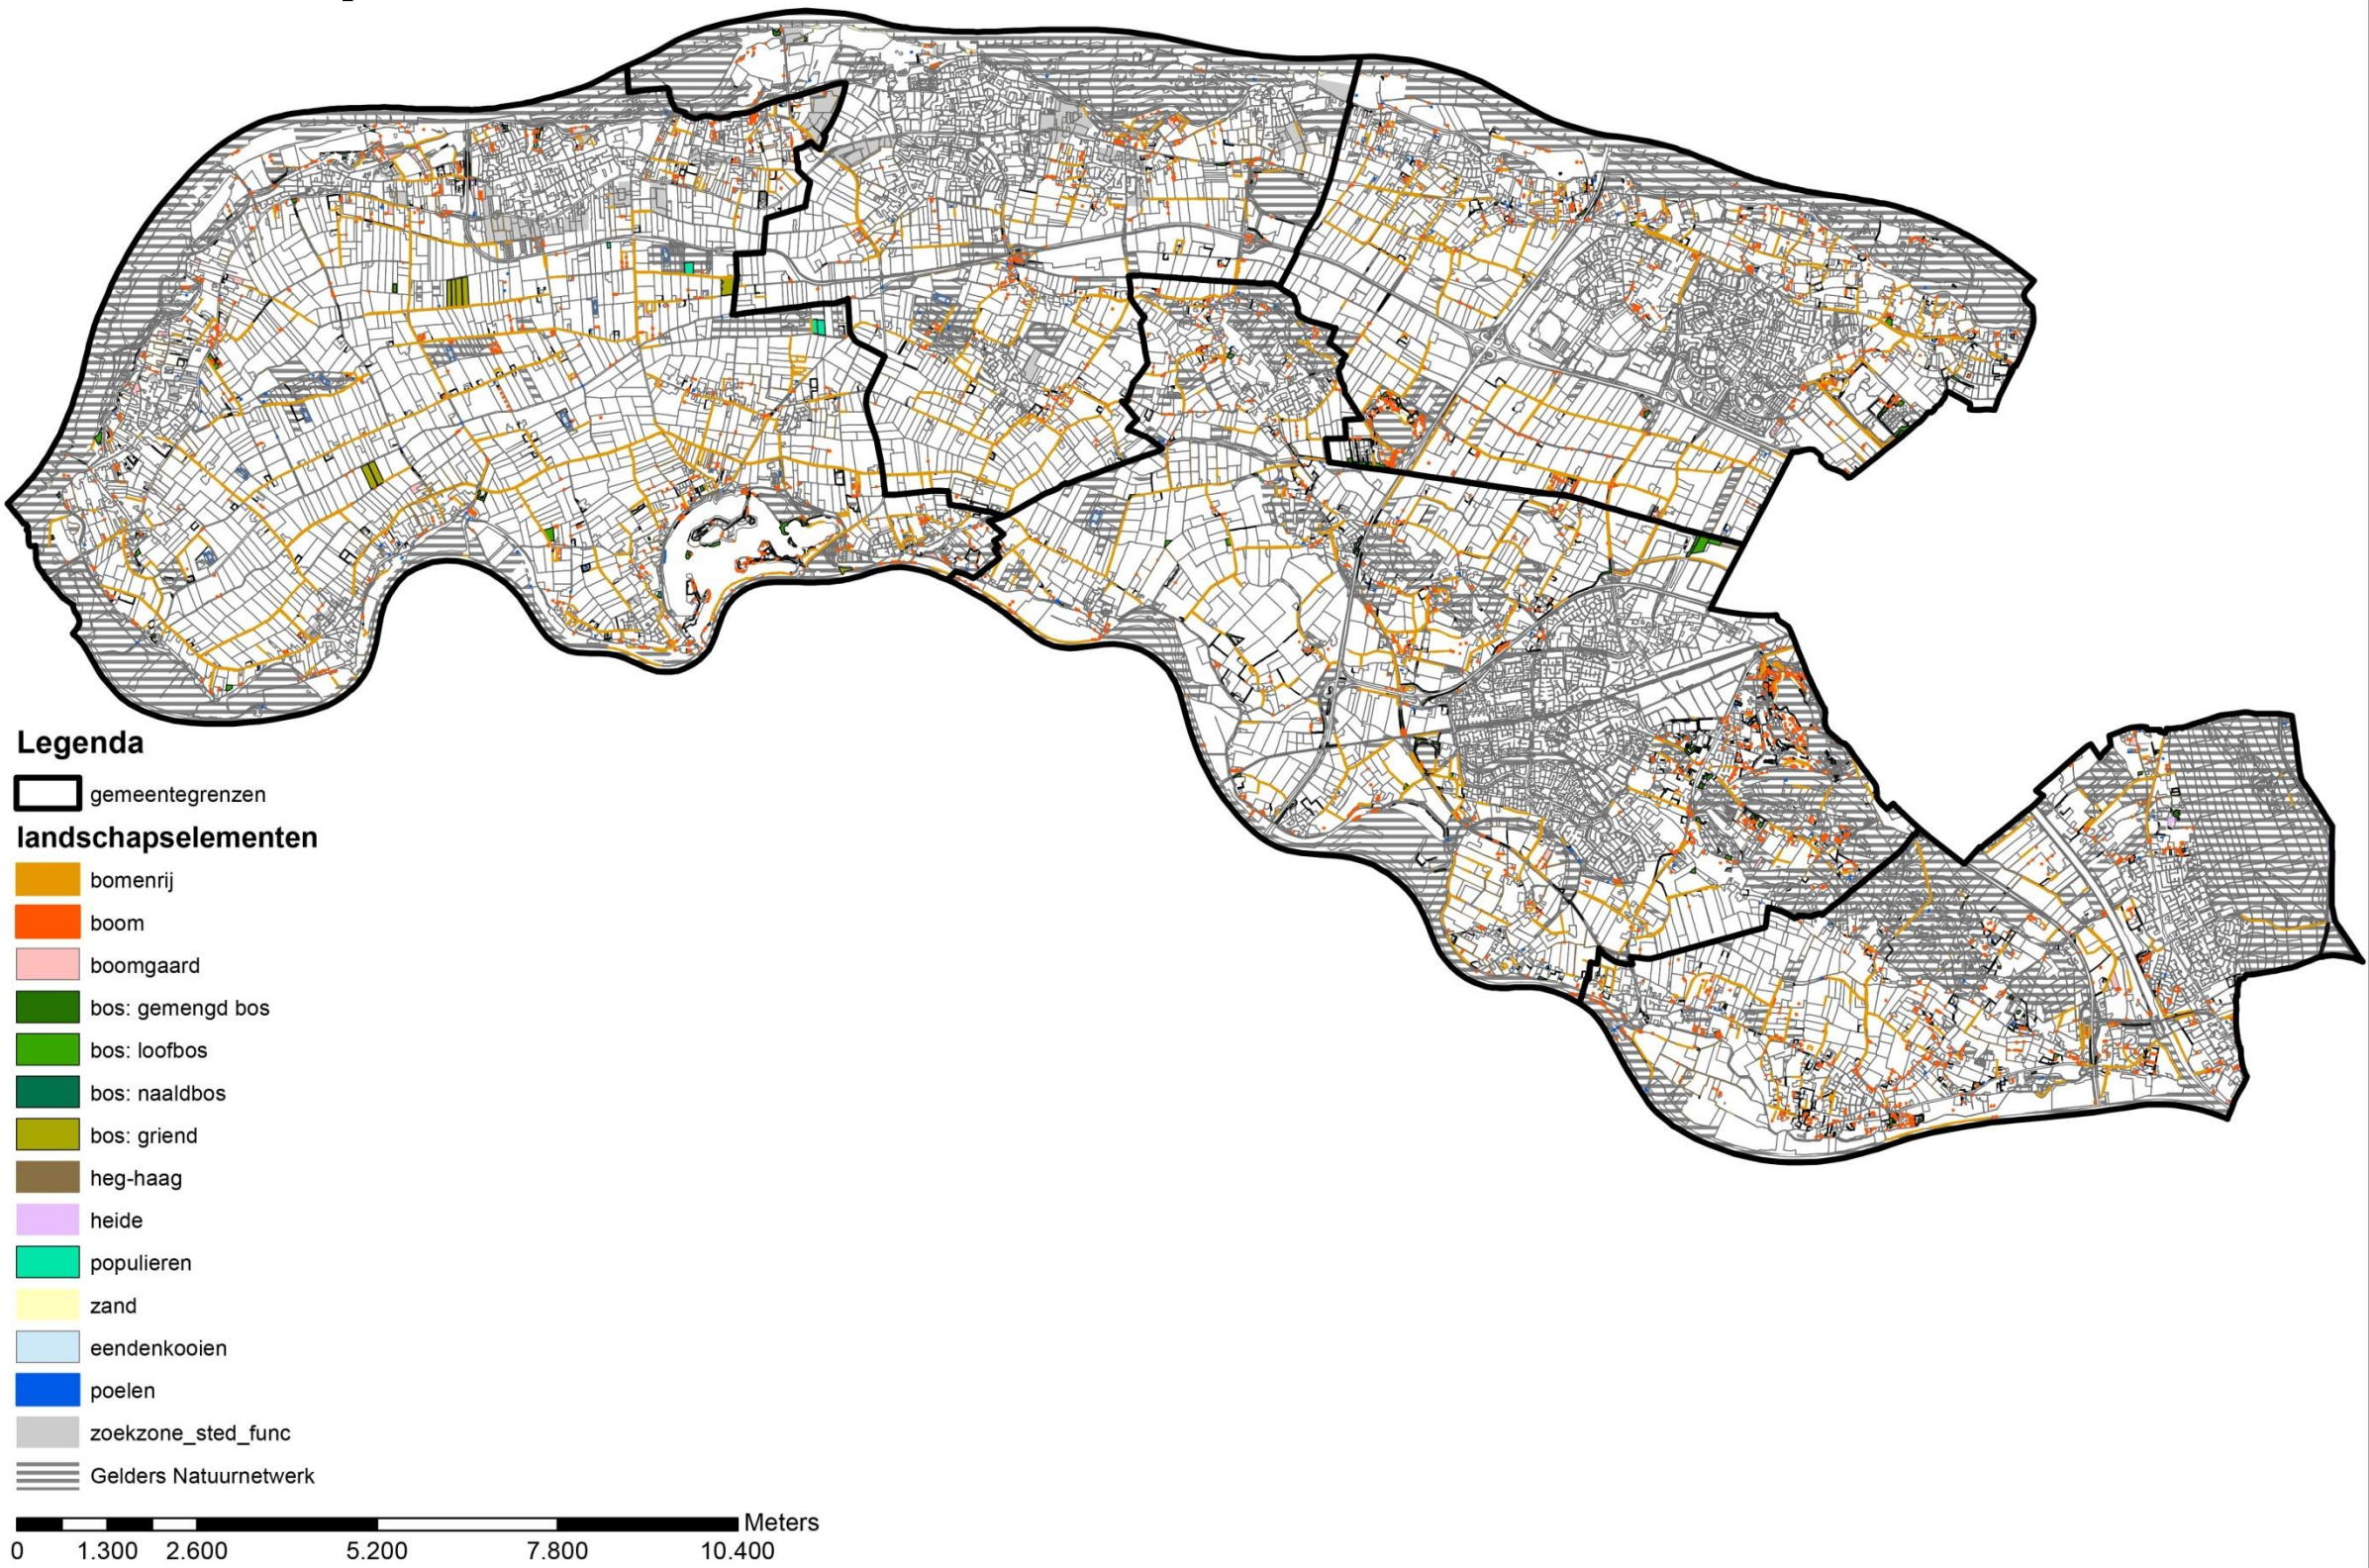 Legenda
gemeentegrenzen
landschapselementen
bomenrij
boom
boomgaard
bos: gemengd bos
bos: loofbos
bos: naaldbos
bos: griend
heg-haag
heide
populieren
zand
eendenkooien
poelen
zoekzone_sted_func
Gelders Natuurnetwerk
Meters
0 1.300 2.600 5.200 7.800 10.400